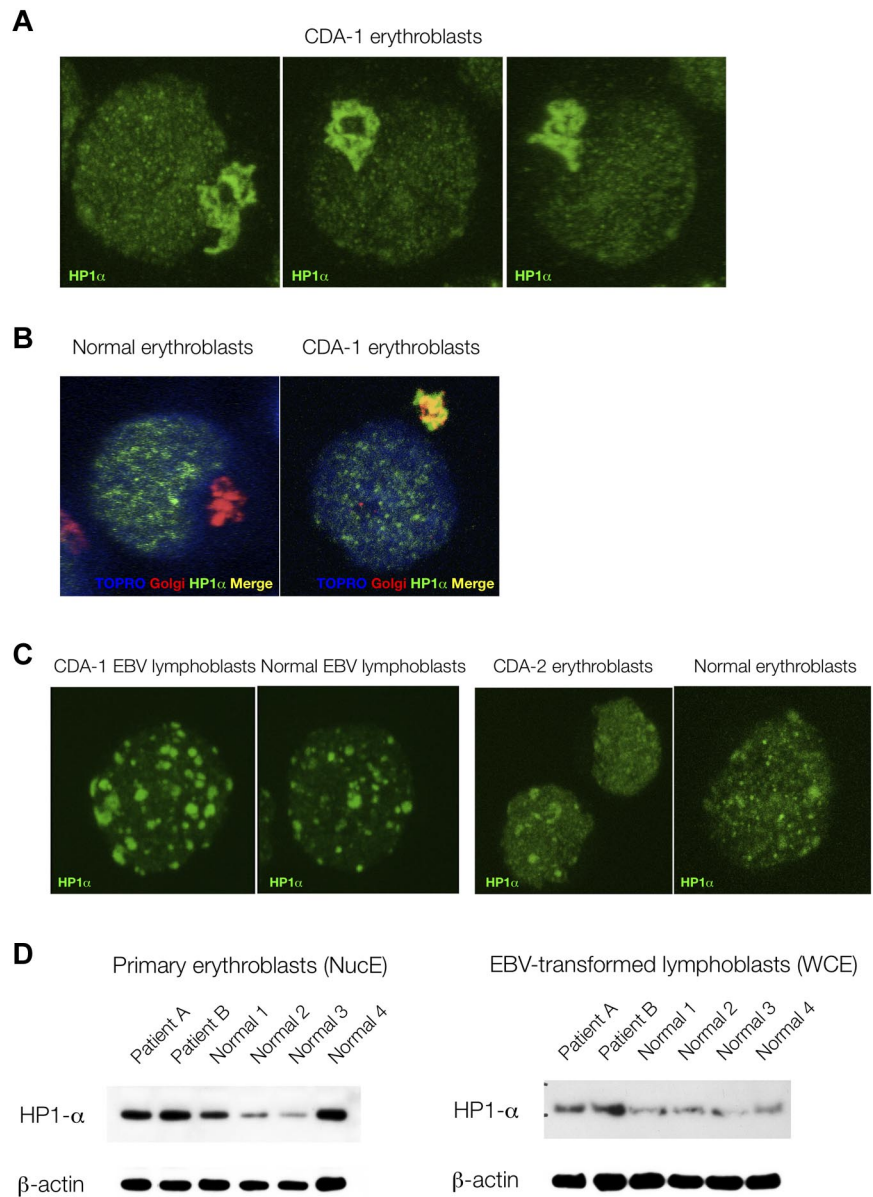 A
CDA-1 erythroblasts
HP1α
HP1α
HP1α
B
Normal erythroblasts
CDA-1 erythroblasts
TOPRO Golgi HP1α Merge
TOPRO Golgi HP1α Merge
C
CDA-1 EBV lymphoblasts
Normal EBV lymphoblasts
CDA-2 erythroblasts
Normal erythroblasts
HP1α
HP1α
HP1α
HP1α
D
Primary erythroblasts (NucE)
Patient A
Patient B
Normal 1
Normal 2
Normal 3
Normal 4
HP1-α
β-actin
EBV-transformed lymphoblasts (WCE)
Patient A
Patient B
Normal 1
Normal 2
Normal 3
Normal 4
HP1-α
β-actin